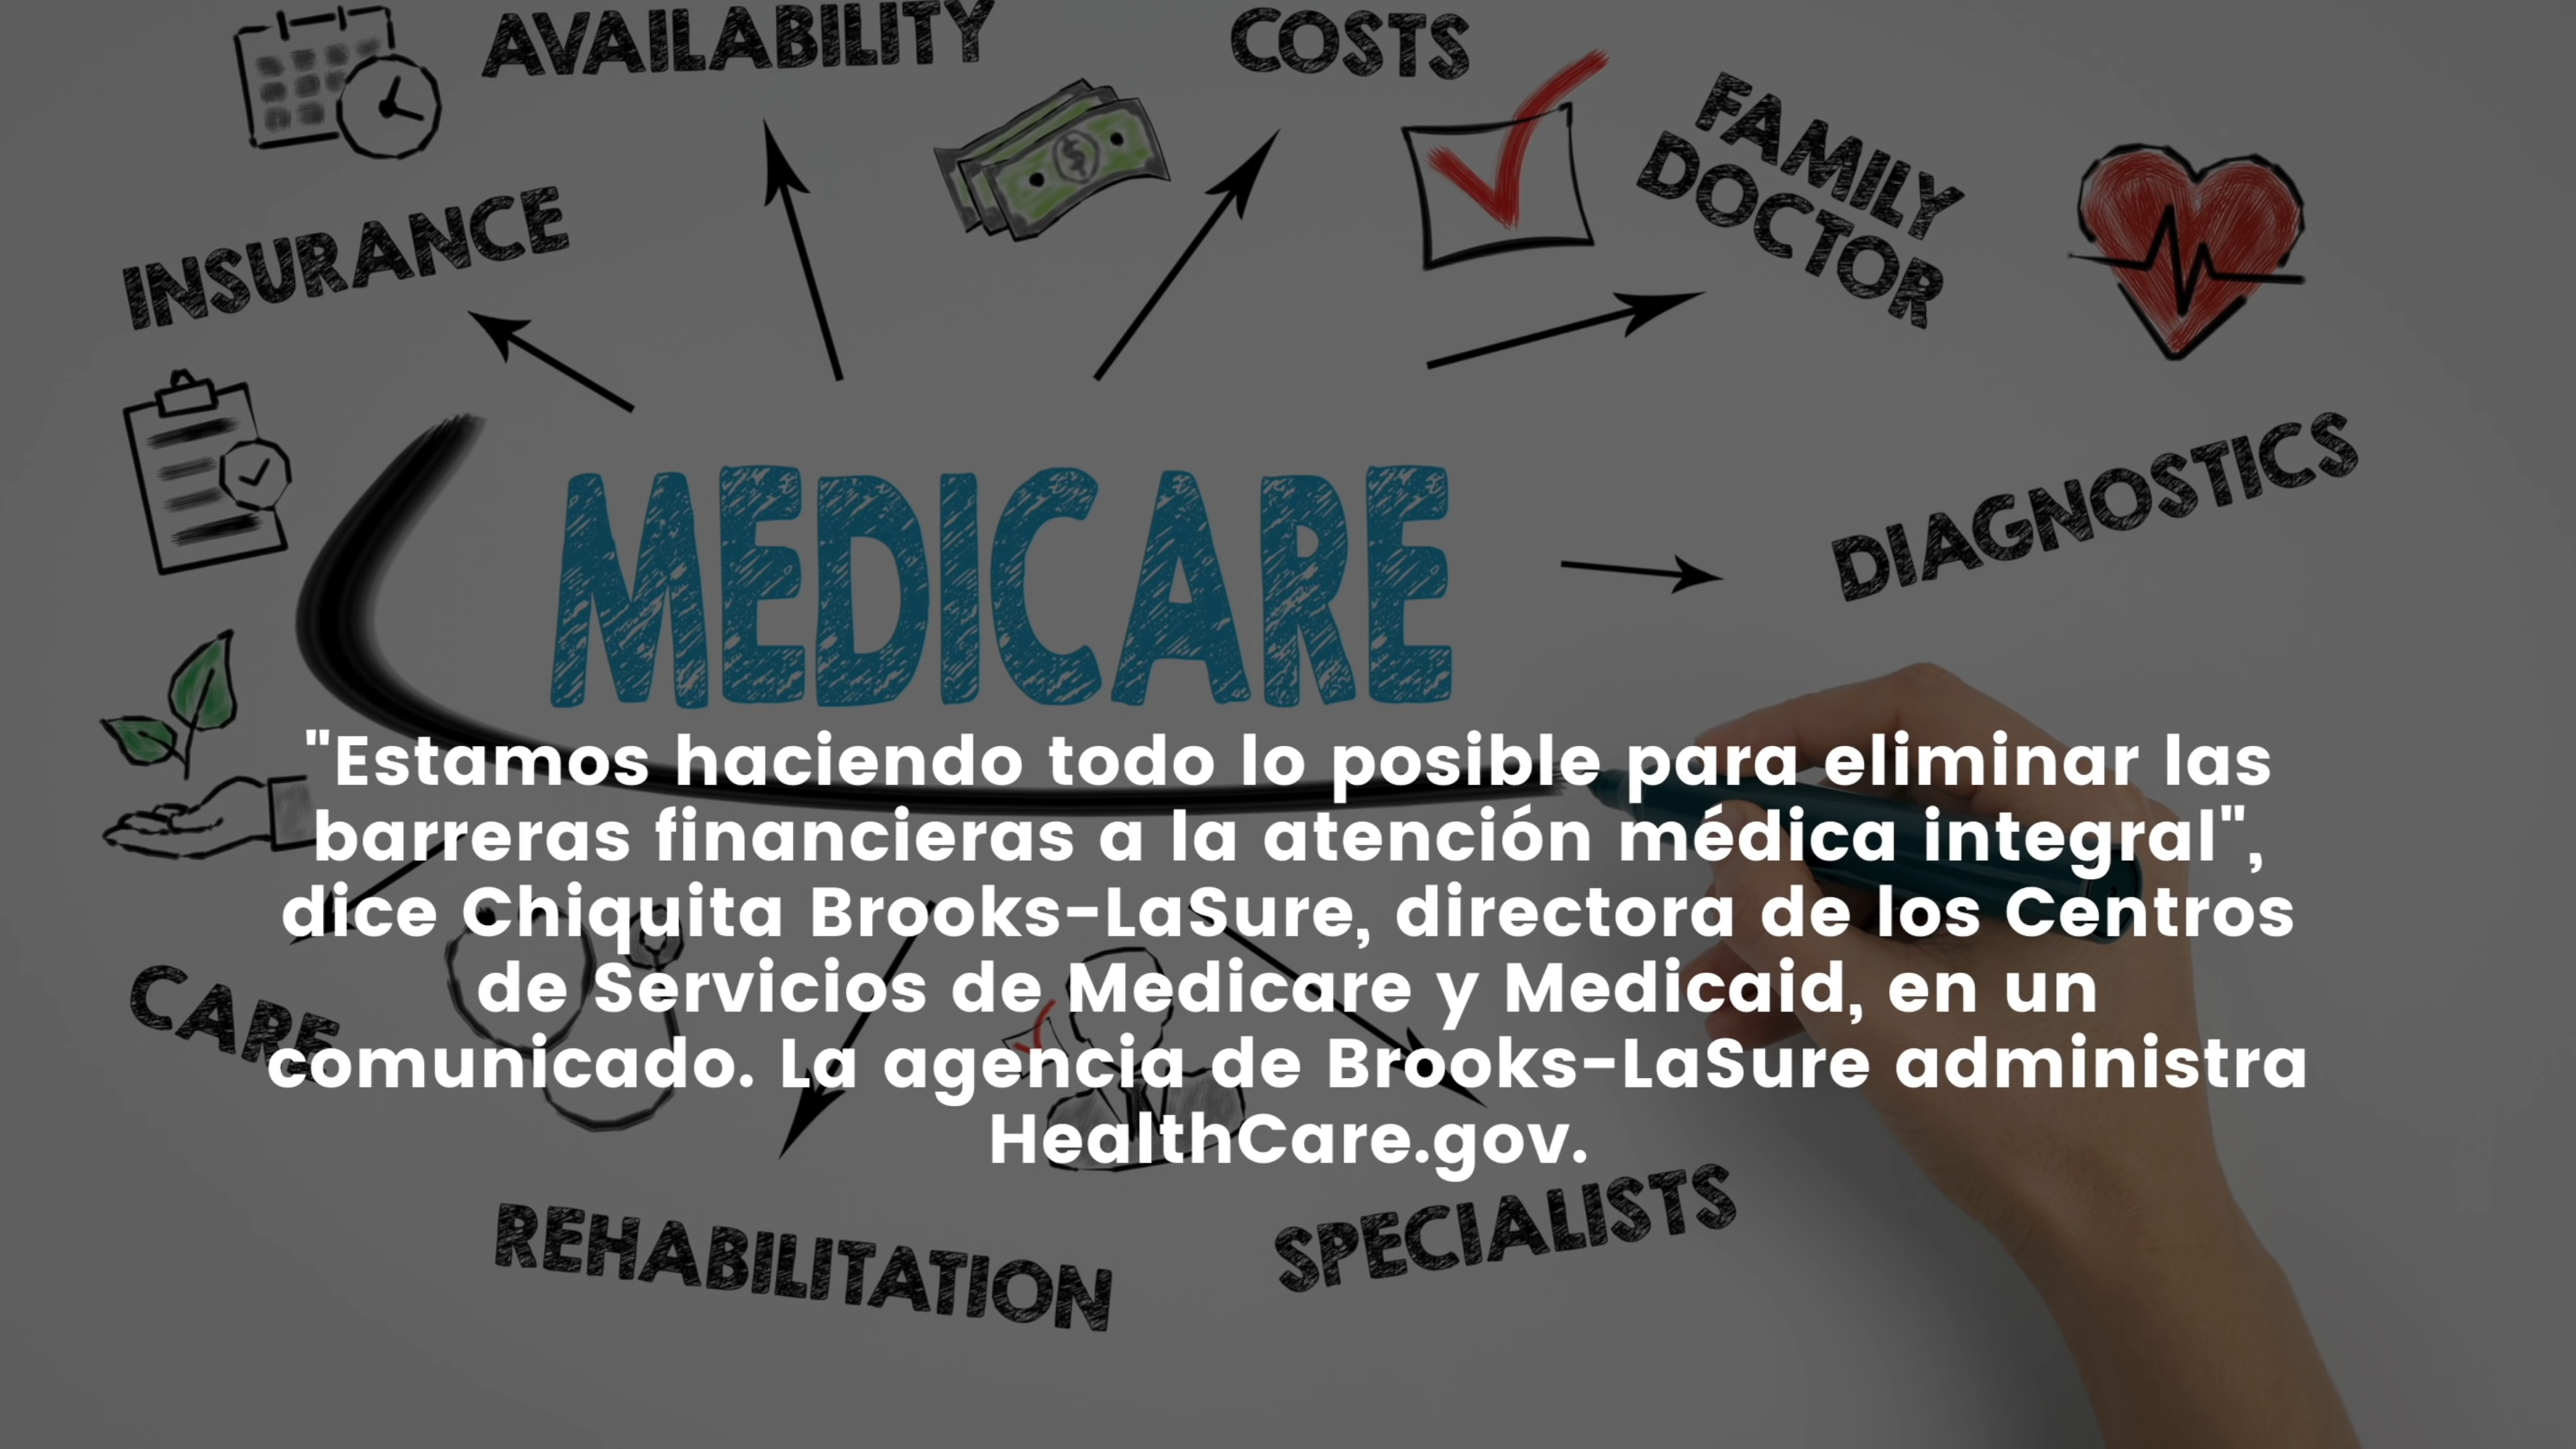 AVAILABILITY
COSTS
FAMILY
DOCTOR
INSURANCE
DIAGNOSTICS
MEDICARE
"Estamos haciendo todo lo posible para eliminar las
barreras financieras a la atención médica integral",
dice Chiquita Brooks-LaSure, directora de los Centros
de Servicios de Medicare y Medicaid, en un
comunicado. La agencia de Brooks-LaSure administra
HealthCare.gov.
CARE
REHABILITATION
SPECIALISTS